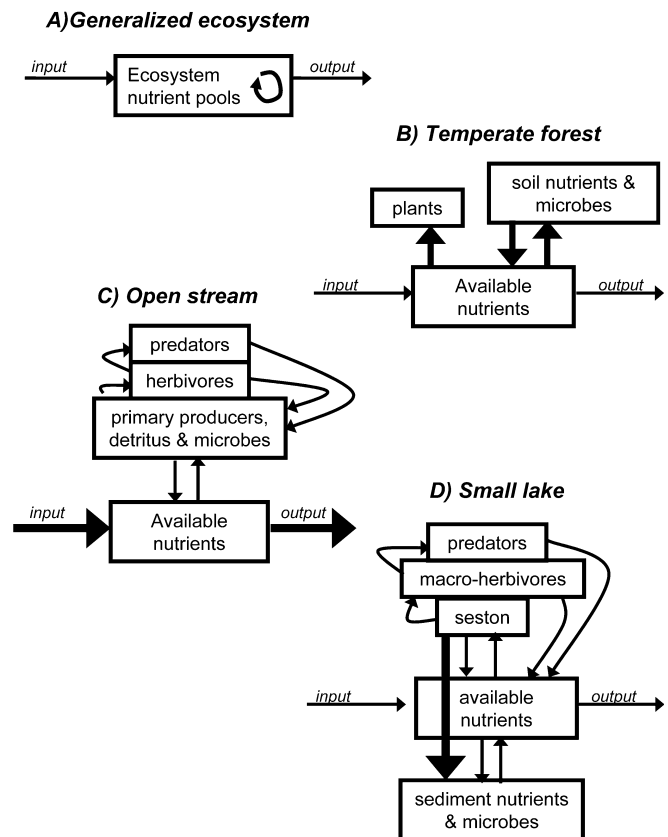 A)Generalized ecosystem
input
Ecosystem
nutrient pools
output
B) Temperate forest
plants
soil nutrients &
microbes
input
Available
nutrients
output
C) Open stream
predators
herbivores
primary producers,
detritus & microbes
input
Available
nutrients
output
D) Small lake
predators
macro-herbivores
seston
input
available
nutrients
output
sediment nutrients
& microbes